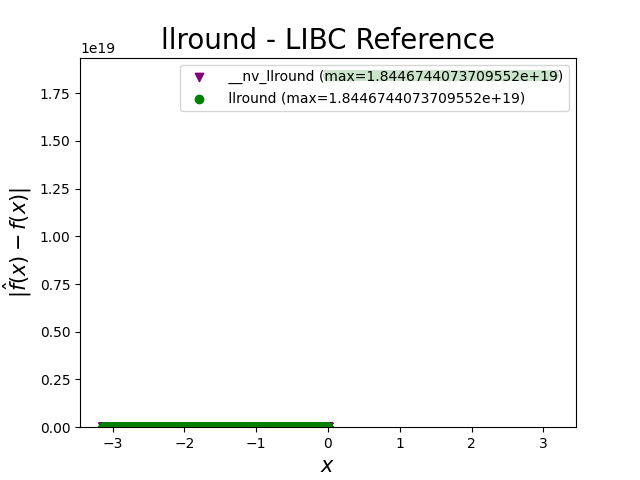 llround - LIBC Reference
1e19
__nv_llround (max=1.8446744073709552e+19)
llround (max=1.8446744073709552e+19)
1.75
1.50
1.25
1.00
0.75
0.50
0.25
0.00
|f̂(x) − f(x)|
−3
−2
−1
0
1
2
3
x